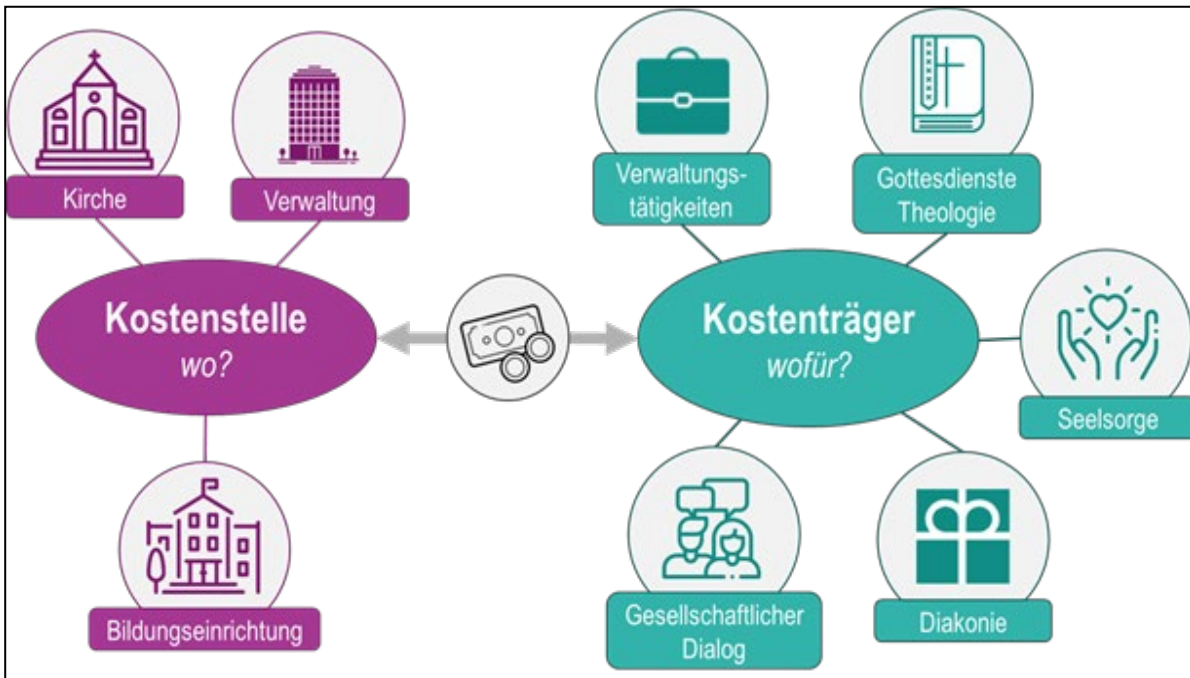 Kirche
Verwaltung
Kostenstelle
wo?
Bildungseinrichtung
Verwaltungs-
tätigkeiten
Gottesdienste
Theologie
Kostenträger
wofür?
Seelsorge
Gesellschaftlicher
Dialog
Diakonie